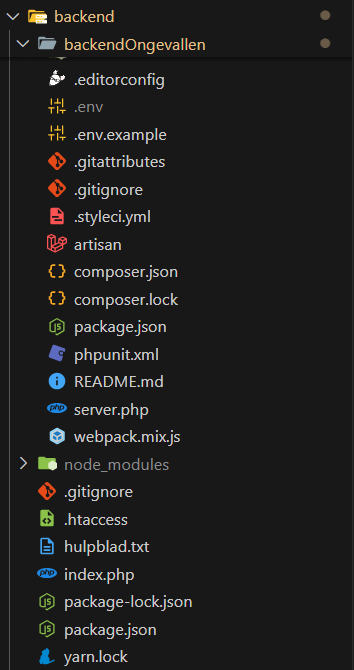 backend
backendOngevallen
.editorconfig
.env
.env.example
.gitattributes
.gitignore
.styleci.yml
artisan
composer.json
composer.lock
package.json
phpunit.xml
README.md
server.php
webpack.mix.js
node_modules
.gitignore
.htaccess
hulpblad.txt
index.php
package-lock.json
package.json
yarn.lock